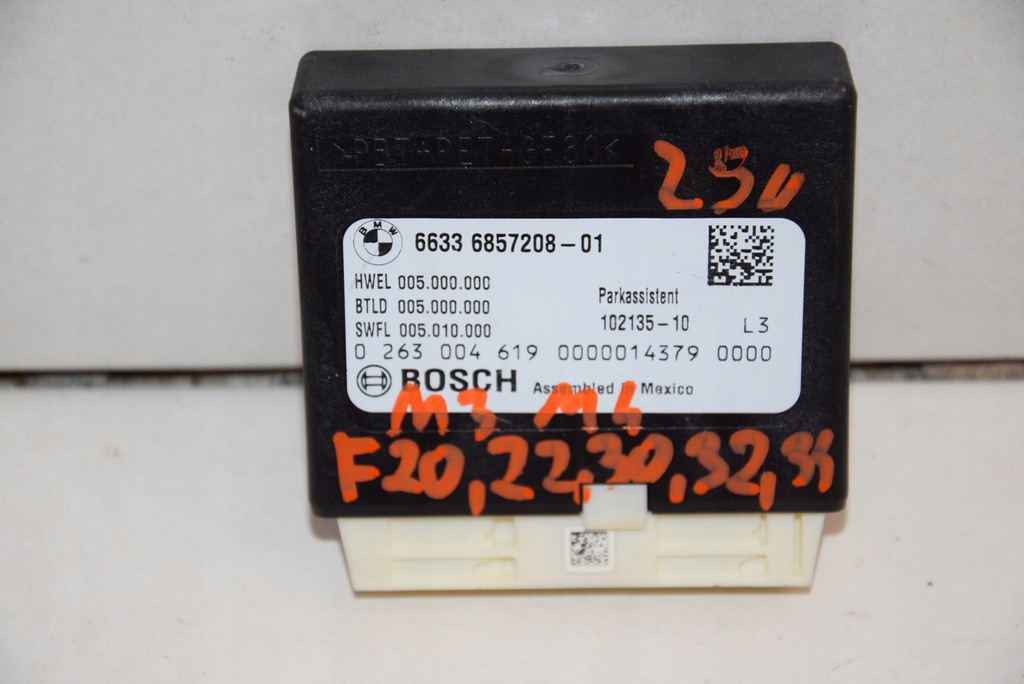 >PBT+PET-GF30<
230
BMW 6633 6857208-01
HWEL 005.000.000
BTLD 005.000.000
SWFL 005.010.000
Parkassistent
102135-10 L3
0 263 004 619 0000014379 0000
BOSCH Assembled in Mexico
M3 M4
F20,22,30,32,